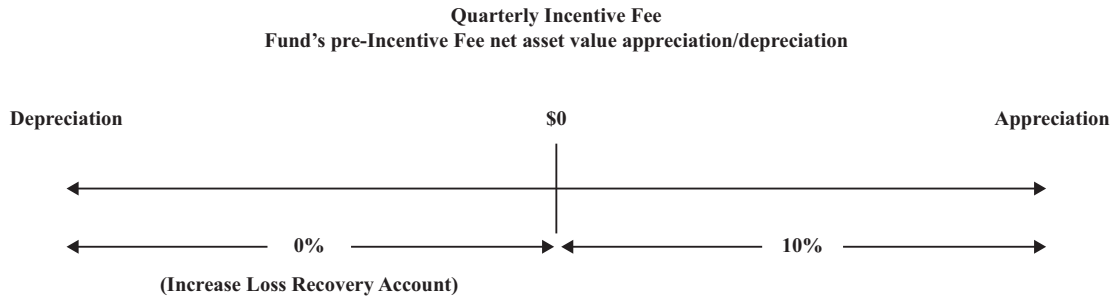 Quarterly Incentive Fee
Fund’s pre-Incentive Fee net asset value appreciation/depreciation
Depreciation $0 Appreciation
0% 10%
(Increase Loss Recovery Account)